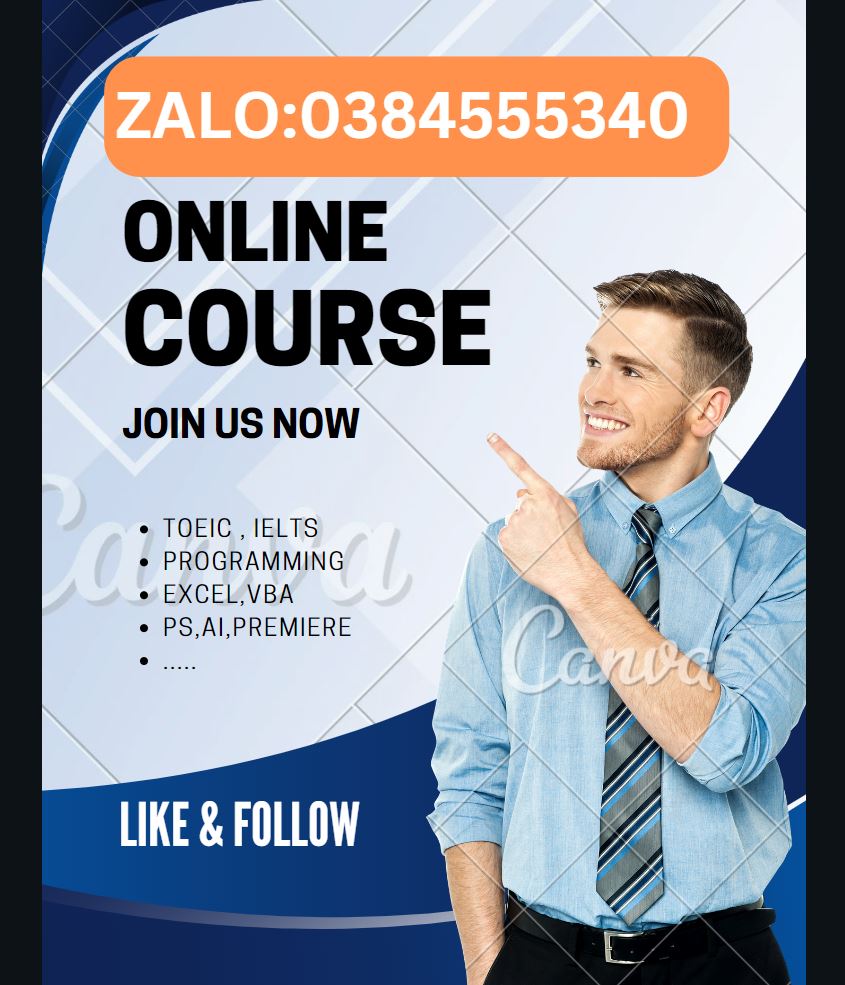 ZALO:0384555340
ONLINE
COURSE
JOIN US NOW
TOEIC , IELTS
PROGRAMMING
EXCEL,VBA
PS,AI,PREMIERE
.....
Canva
Canva
LIKE & FOLLOW